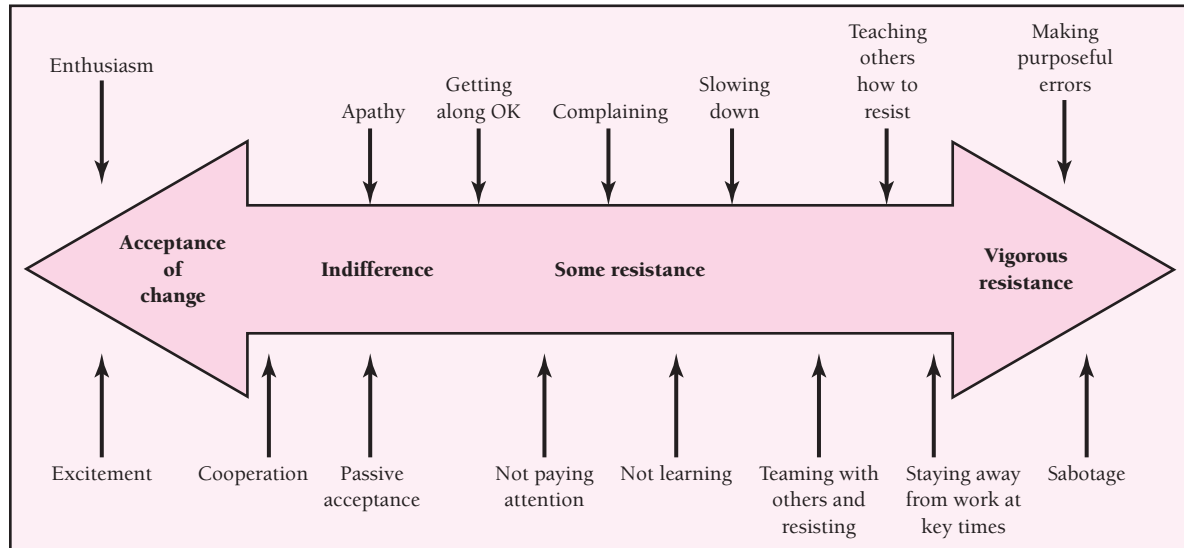 Enthusiasm
Apathy
Getting
along OK
Complaining
Slowing
down
Teaching
others
how to
resist
Making
purposeful
errors
Acceptance
of
change
Indifference
Some resistance
Vigorous
resistance
Excitement
Cooperation
Passive
acceptance
Not paying
attention
Not learning
Teaming with
others and
resisting
Staying away
from work at
key times
Sabotage